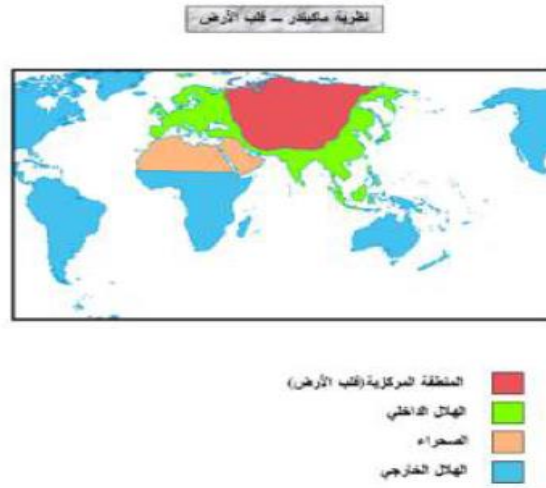 نظرية ماكيندر – قلب الأرض
المنطقة المركزية(قلب الأرض)
الهلال الداخلي
الصحراء
الهلال الخارجي